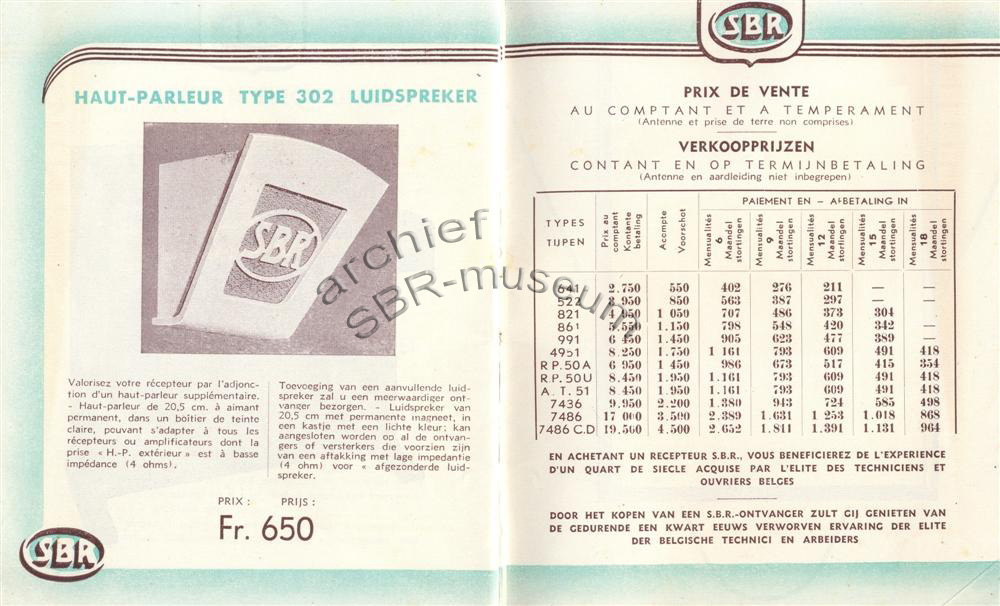 HAUT-PARLEUR TYPE 302 LUIDSPREKER
SBR
Valorisez votre récepteur par l'adjonc-
tion d'un haut-parleur supplémentaire.
- Haut-parleur de 20,5 cm. à aimant
permanent, dans un boîtier de teinte
claire, pouvant s'adapter à tous les
récepteurs ou amplificateurs dont la
prise « H.-P. extérieur » est à basse
impédance (4 ohms).
Toevoeging van een aanvullende luid-
spreker zal u een meerwaardiger ont-
vanger bezorgen. - Luidspreker van
20,5 cm met permanente magneet, in
een kastje met een lichte kleur; kan
aangesloten worden op al de ontvan-
gers of versterkers die voorzien zijn
van een aftakking met lage impedantie
(4 ohm) voor « afgezonderde luid-
spreker.
PRIX : PRIJS :
Fr. 650
SBR
SBR
PRIX DE VENTE
AU COMPTANT ET A TEMPERAMENT
(Antenne et prise de terre non comprises)
VERKOOPPRIJZEN
CONTANT EN OP TERMIJNBETALING
(Antenne en aardleiding niet inbegrepen)
TYPES TIJPEN
Prix au comptant Kontante betaling
Accompte Voorschot
PAIEMENT EN - AFBETALING IN
Mensualités 6 Maandel stortingen
Mensualités 9 Maandel stortingen
Mensualités 12 Maandel stortingen
Mensualités 15 Maandel stortingen
Mensualités 18 Maandel stortingen
641 2.750 550 402 276 211 — —
522 3.950 850 563 387 297 — —
821 4.950 1 050 707 486 373 304
861 5.550 1.150 798 548 420 342 —
991 6 450 1.450 905 623 477 389 —
4951 8.250 1.750 1 161 793 609 491 418
R.P.50A 6 950 1 450 986 673 517 415 354
R.P.50U 8.450 1.950 1.161 793 609 491 418
A.T. 51 8.450 1.950 1.161 793 609 491 418
7436 9.950 2.200 1.380 943 724 585 498
7486 17 000 3.590 2.389 1.631 1 253 1.018 868
7486 C.D 19.500 4.500 2.652 1.811 1.391 1.131 964
EN ACHETANT UN RECEPTEUR S.B.R., VOUS BENEFICIEREZ DE L'EXPERIENCE
D'UN QUART DE SIECLE ACQUISE PAR L'ELITE DES TECHNICIENS ET
OUVRIERS BELGES
DOOR HET KOPEN VAN EEN S.B.R.-ONTVANGER ZULT GIJ GENIETEN VAN
DE GEDURENDE EEN KWART EEUWS VERWORVEN ERVARING DER ELITE
DER BELGISCHE TECHNICI EN ARBEIDERS
archief
SBR-museum